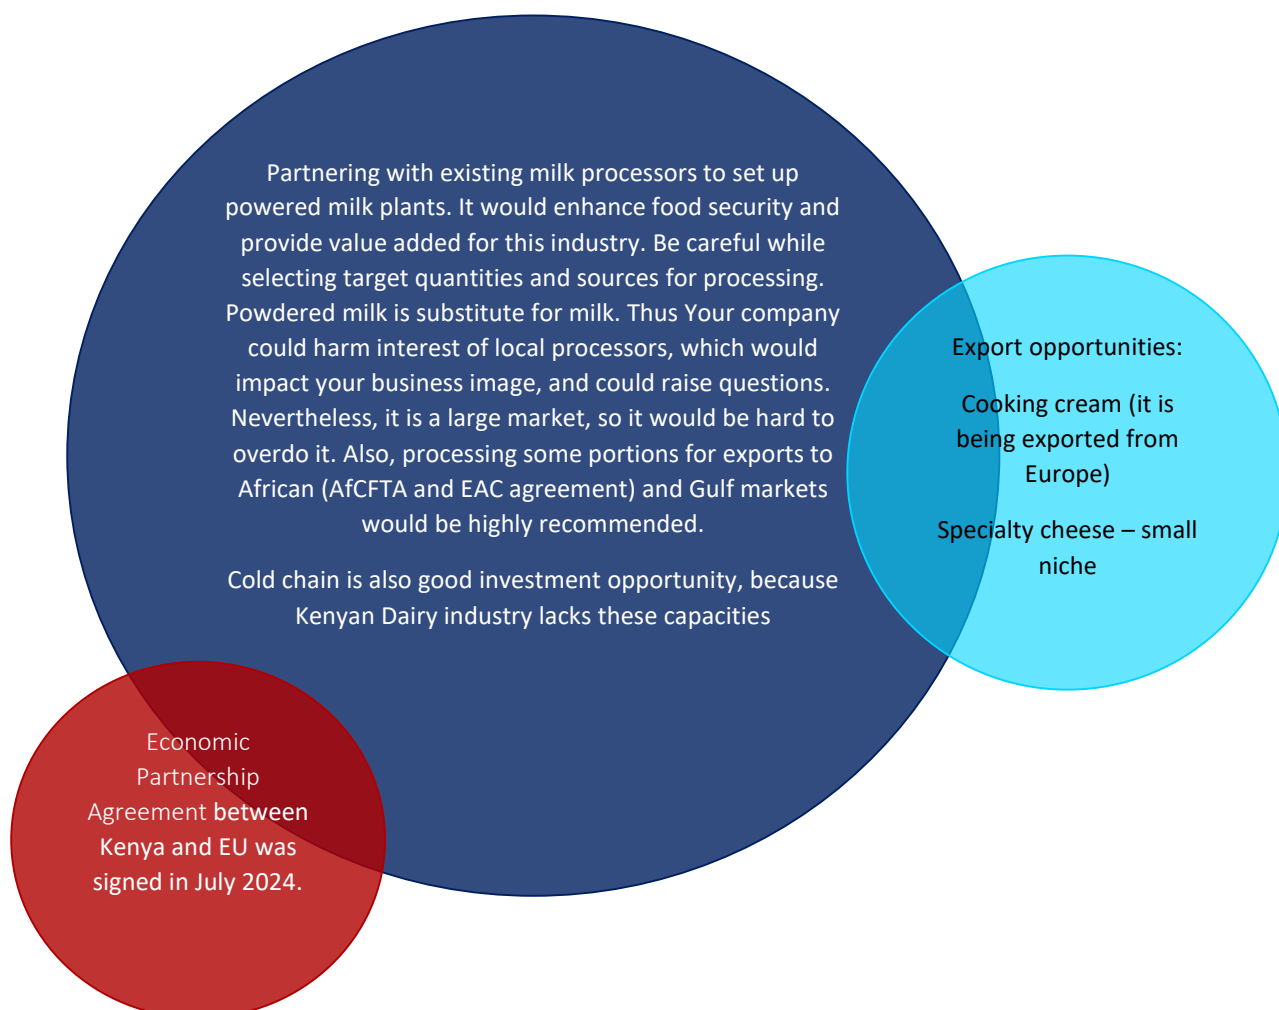 Partnering with existing milk processors to set up
powered milk plants. It would enhance food security and
provide value added for this industry. Be careful while
selecting target quantities and sources for processing.
Powdered milk is substitute for milk. Thus Your company
could harm interest of local processors, which would
impact your business image, and could raise questions.
Nevertheless, it is a large market, so it would be hard to
overdo it. Also, processing some portions for exports to
African (AfCFTA and EAC agreement) and Gulf markets
would be highly recommended.
Cold chain is also good investment opportunity, because
Kenyan Dairy industry lacks these capacities
Export opportunities:
Cooking cream (it is
being exported from
Europe)
Specialty cheese – small
niche
Economic
Partnership
Agreement between
Kenya and EU was
signed in July 2024.